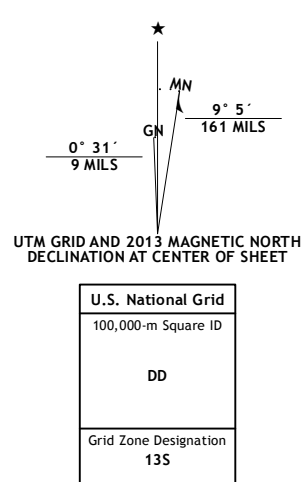 ★
MN
GN
9° 5´
161 MILS
0° 31´
9 MILS
UTM GRID AND 2013 MAGNETIC NORTH
DECLINATION AT CENTER OF SHEET
U.S. National Grid
100,000-m Square ID
DD
Grid Zone Designation
13S